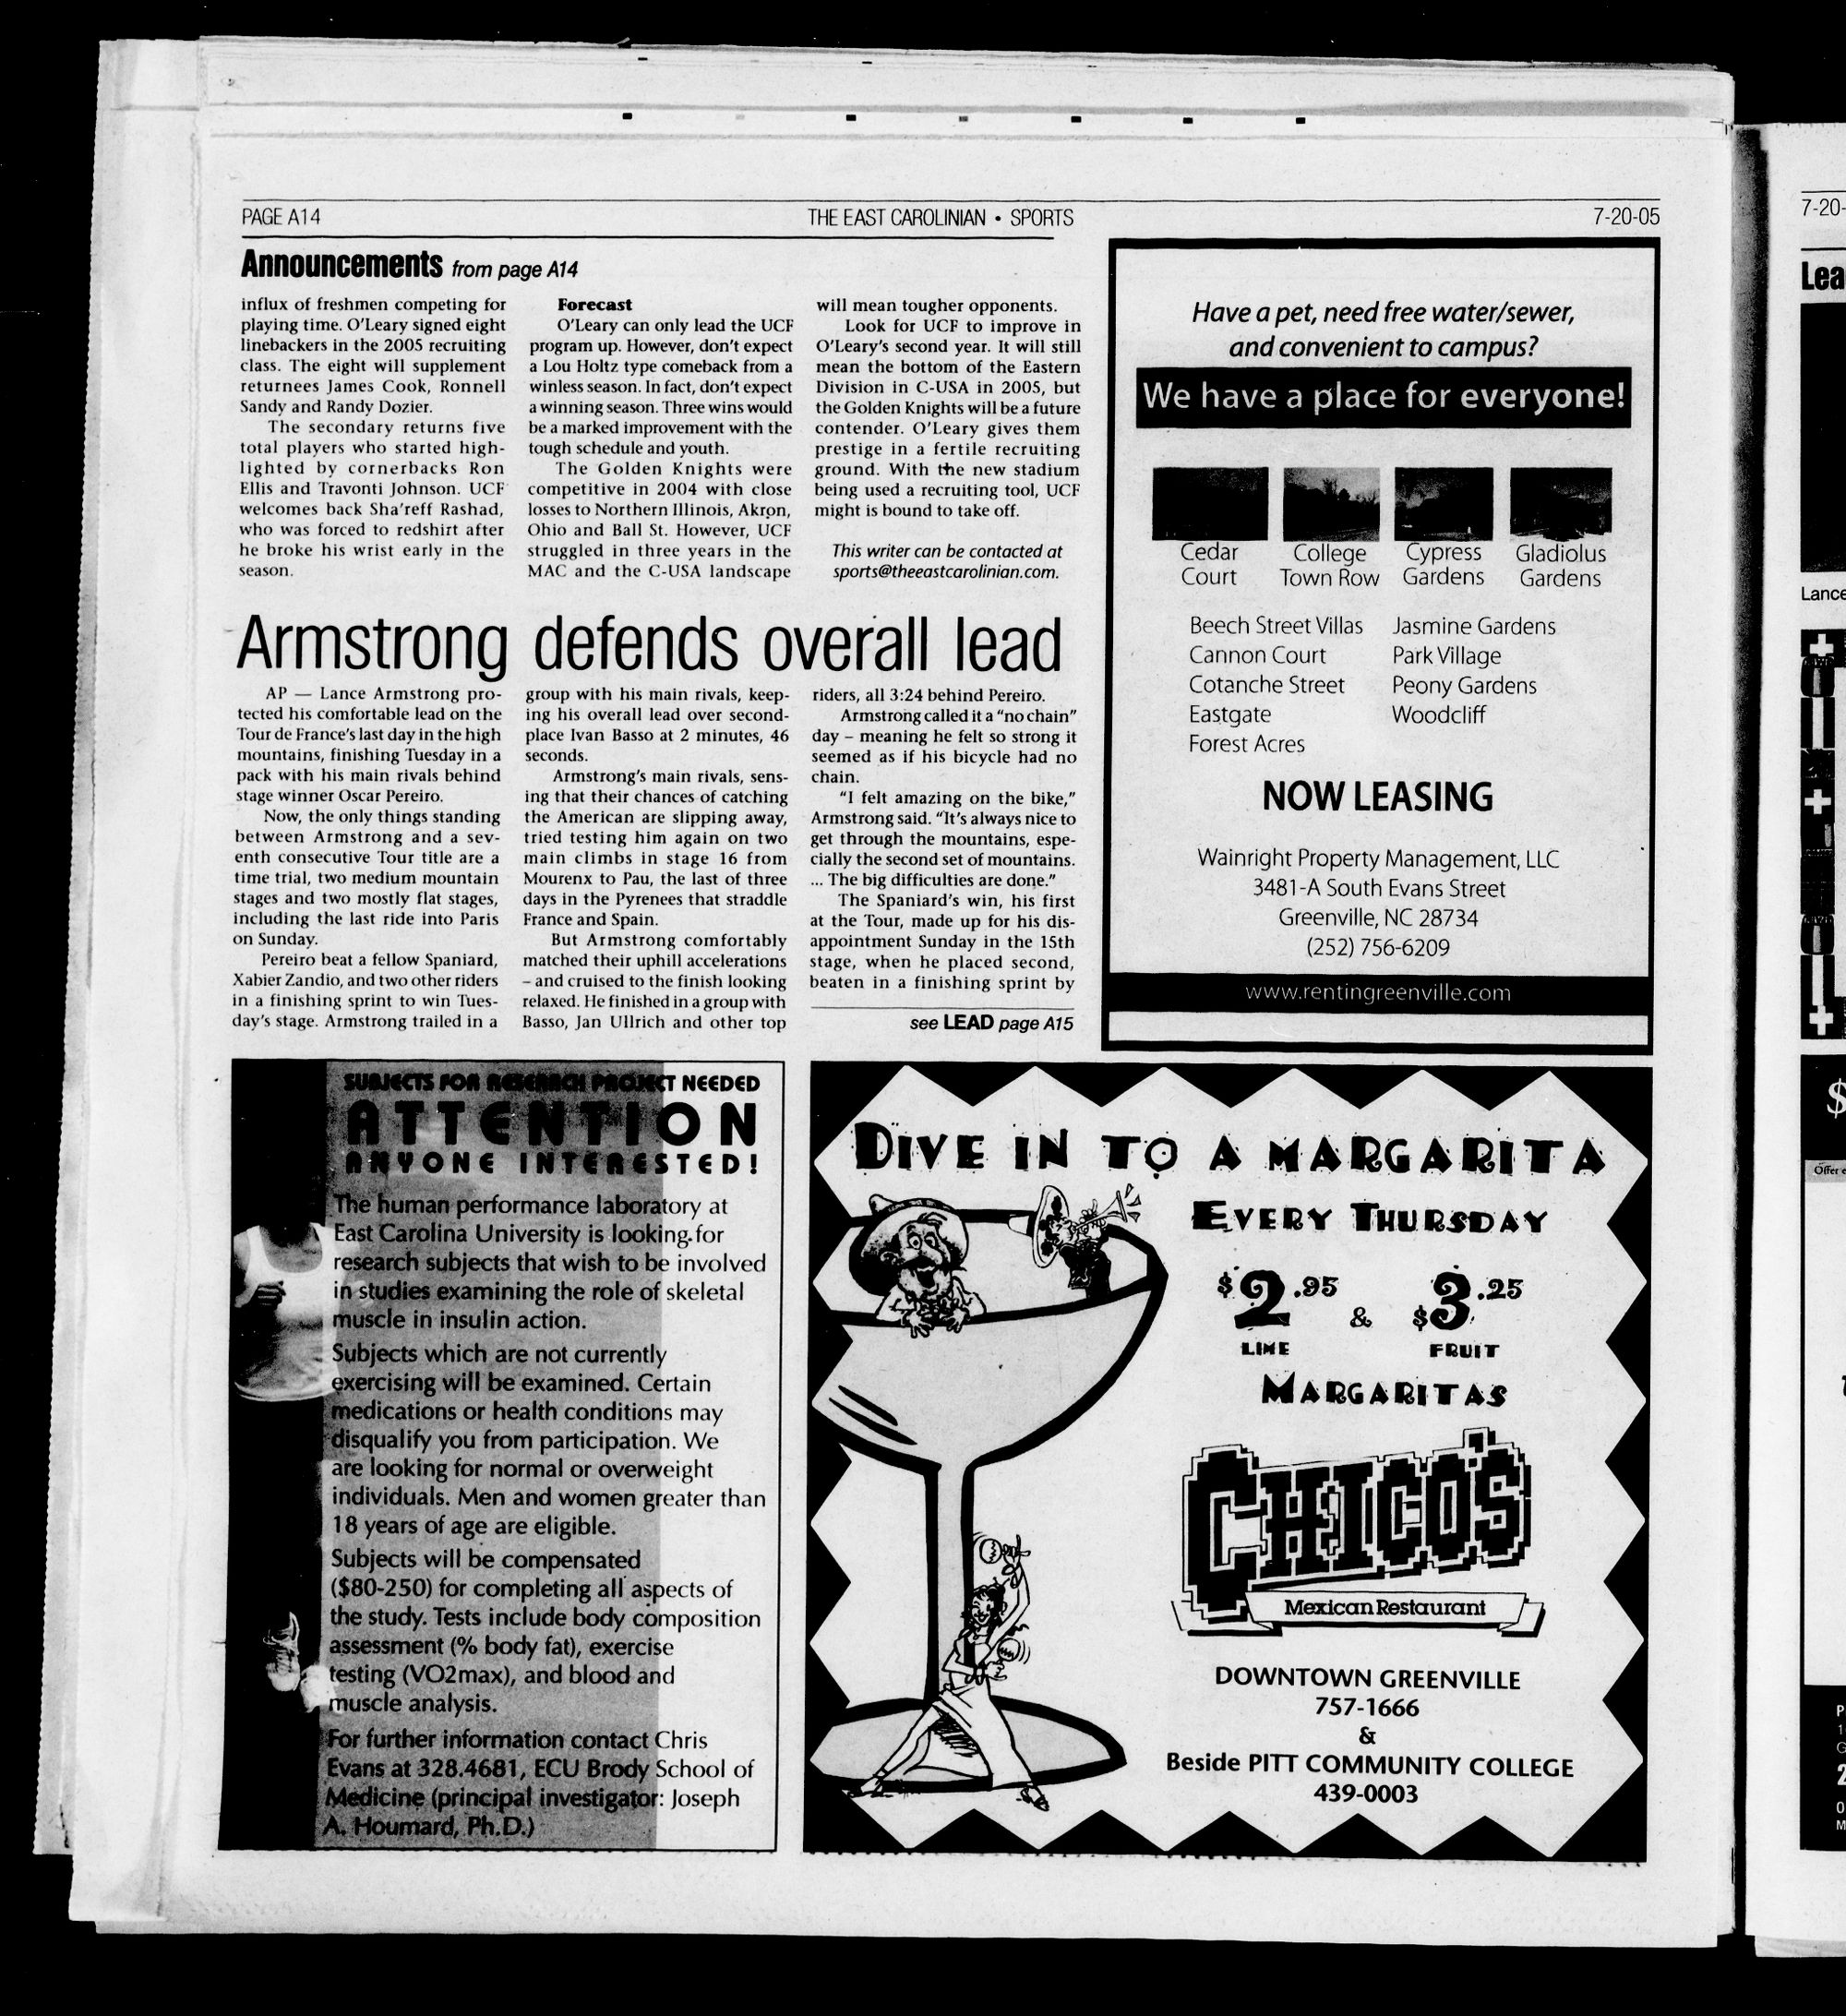 PAGE A14
THE EAST CAROLINIAN • SPORTS
7-20-05
Announcements from page A14
influx of freshmen competing for
playing time. O'Leary signed eight
linebackers in the 2005 recruiting
class. The eight will supplement
returnees James Cook, Ronnell
Sandy and Randy Dozier.
The secondary returns five
total players who started high-
lighted by cornerbacks Ron
Ellis and Travonti Johnson. UCF
welcomes back Sha'reff Rashad,
who was forced to redshirt after
he broke his wrist early in the
season.
Forecast
O'Leary can only lead the UCF
program up. However, don't expect
a Lou Holtz type comeback from a
winless season. In fact, don't expect
a winning season. Three wins would
be a marked improvement with the
tough schedule and youth.
The Golden Knights were
competitive in 2004 with close
losses to Northern Illinois, Akron,
Ohio and Ball St. However, UCF
struggled in three years in the
MAC and the C-USA landscape
will mean tougher opponents.
Look for UCF to improve in
O'Leary's second year. It will still
mean the bottom of the Eastern
Division in C-USA in 2005, but
the Golden Knights will be a future
contender. O'Leary gives them
prestige in a fertile recruiting
ground. With the new stadium
being used a recruiting tool, UCF
might is bound to take off.
This writer can be contacted at
sports@theeastcarolinian.com.
Armstrong defends overall lead
AP — Lance Armstrong pro-
tected his comfortable lead on the
Tour de France's last day in the high
mountains, finishing Tuesday in a
pack with his main rivals behind
stage winner Oscar Pereiro.
Now, the only things standing
between Armstrong and a sev-
enth consecutive Tour title are a
time trial, two medium mountain
stages and two mostly flat stages,
including the last ride into Paris
on Sunday.
Pereiro beat a fellow Spaniard,
Xabier Zandio, and two other riders
in a finishing sprint to win Tues-
day's stage. Armstrong trailed in a
group with his main rivals, keep-
ing his overall lead over second-
place Ivan Basso at 2 minutes, 46
seconds.
Armstrong's main rivals, sens-
ing that their chances of catching
the American are slipping away,
tried testing him again on two
main climbs in stage 16 from
Mourenx to Pau, the last of three
days in the Pyrenees that straddle
France and Spain.
But Armstrong comfortably
matched their uphill accelerations
– and cruised to the finish looking
relaxed. He finished in a group with
Basso, Jan Ullrich and other top
riders, all 3:24 behind Pereiro.
Armstrong called it a "no chain"
day – meaning he felt so strong it
seemed as if his bicycle had no
chain.
"I felt amazing on the bike,"
Armstrong said. "It's always nice to
get through the mountains, espe-
cially the second set of mountains.
... The big difficulties are done."
The Spaniard's win, his first
at the Tour, made up for his dis-
appointment Sunday in the 15th
stage, when he placed second,
beaten in a finishing sprint by
see LEAD page A15
Have a pet, need free water/sewer,
and convenient to campus?
We have a place for everyone!
Cedar
Court
College
Town Row
Cypress
Gardens
Gladiolus
Gardens
Beech Street Villas
Cannon Court
Cotanche Street
Eastgate
Forest Acres
Jasmine Gardens
Park Village
Peony Gardens
Woodcliff
NOW LEASING
Wainright Property Management, LLC
3481-A South Evans Street
Greenville, NC 28734
(252) 756-6209
www.rentingreenville.com
SUBJECTS FOR RESEARCH PROJECT NEEDED
ATTENTION
ANYONE INTERESTED!
The human performance laboratory at
East Carolina University is looking for
research subjects that wish to be involved
in studies examining the role of skeletal
muscle in insulin action.
Subjects which are not currently
exercising will be examined. Certain
medications or health conditions may
disqualify you from participation. We
are looking for normal or overweight
individuals. Men and women greater than
18 years of age are eligible.
Subjects will be compensated
($80-250) for completing all aspects of
the study. Tests include body composition
assessment (% body fat), exercise
testing (VO2max), and blood and
muscle analysis.
For further information contact Chris
Evans at 328.4681, ECU Brody School of
Medicine (principal investigator: Joseph
A. Houmard, Ph.D.)
DIVE IN TO A MARGARITA
EVERY THURSDAY
$2.95 & $3.25
LIME FRUIT
MARGARITAS
CHICO'S
Mexican Restaurant
DOWNTOWN GREENVILLE
757-1666
&
Beside PITT COMMUNITY COLLEGE
439-0003
7-20-
Lea
Lance
$
Offer e